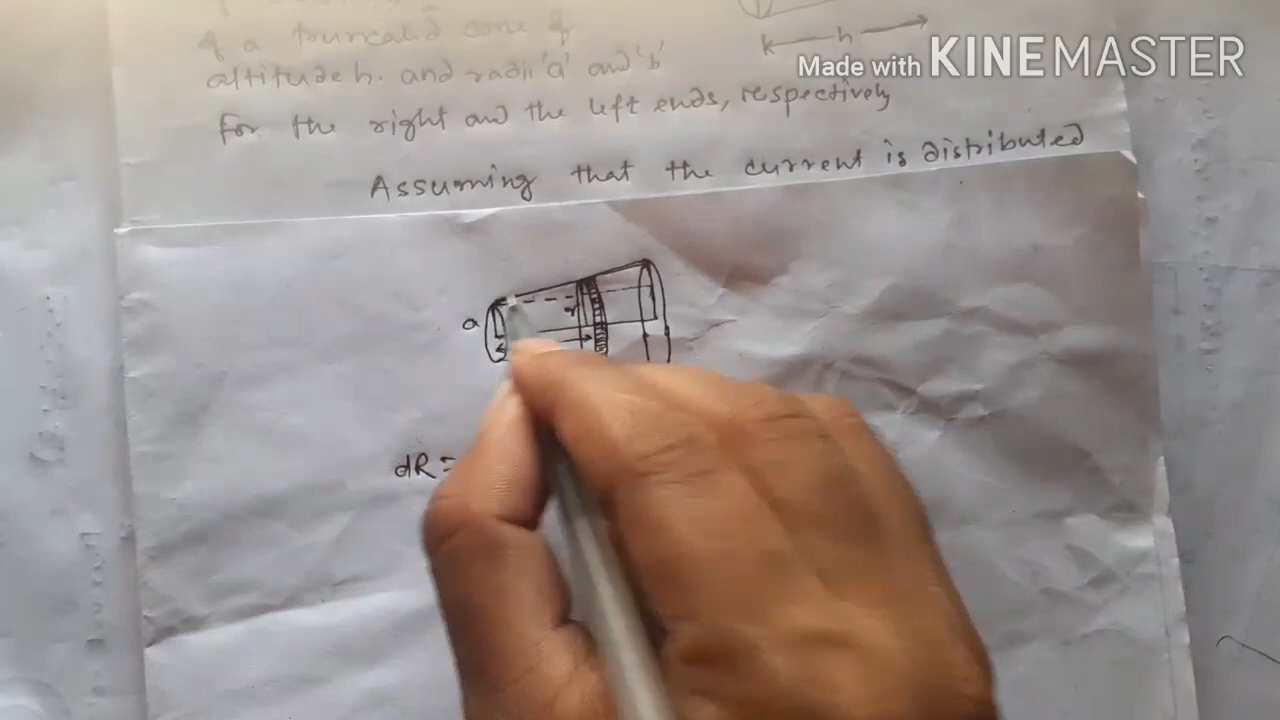 of a truncated cone of
altitude h. and radii 'a' and 'b'
for the right and the left ends, respectively
Assuming that the current is distributed
h
Made with KINEMASTER
a
r
dR =